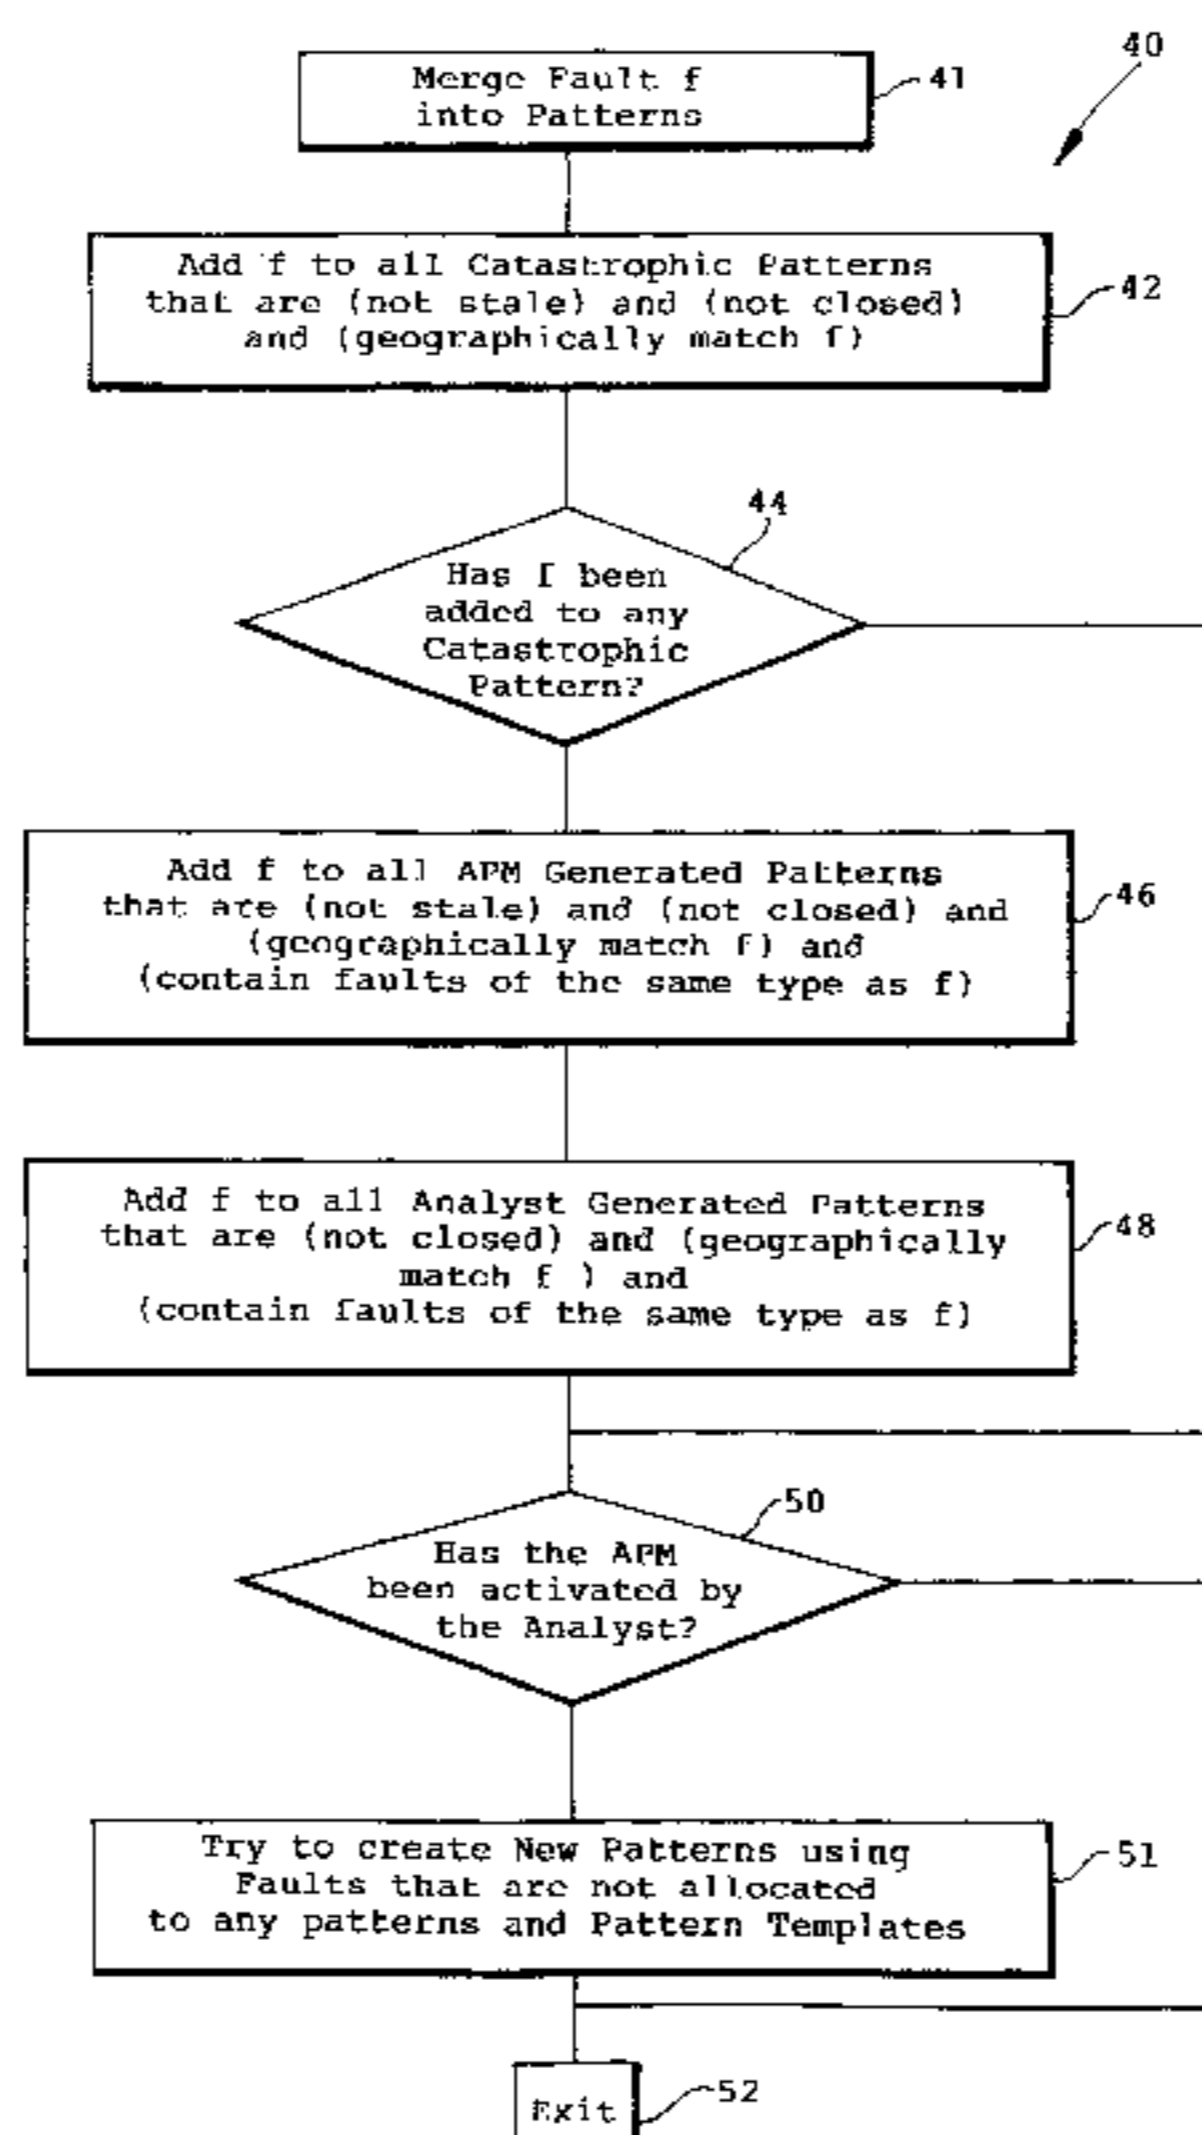 40
Merge Fault f
into Patterns
41
Add f to all Catastrophic Patterns
that are (not stale) and (not closed)
and (geographically match f)
42
44
Has f been
added to any
Catastrophic
Pattern?
Add f to all APM Generated Patterns
that are (not stale) and (not closed) and
(geographically match f) and
(contain faults of the same type as f)
46
Add f to all Analyst Generated Patterns
that are (not closed) and (geographically
match f ) and
(contain faults of the same type as f)
48
50
Has the APM
been activated by
the Analyst?
Try to create New Patterns using
Faults that are not allocated
to any patterns and Pattern Templates
51
Exit
52